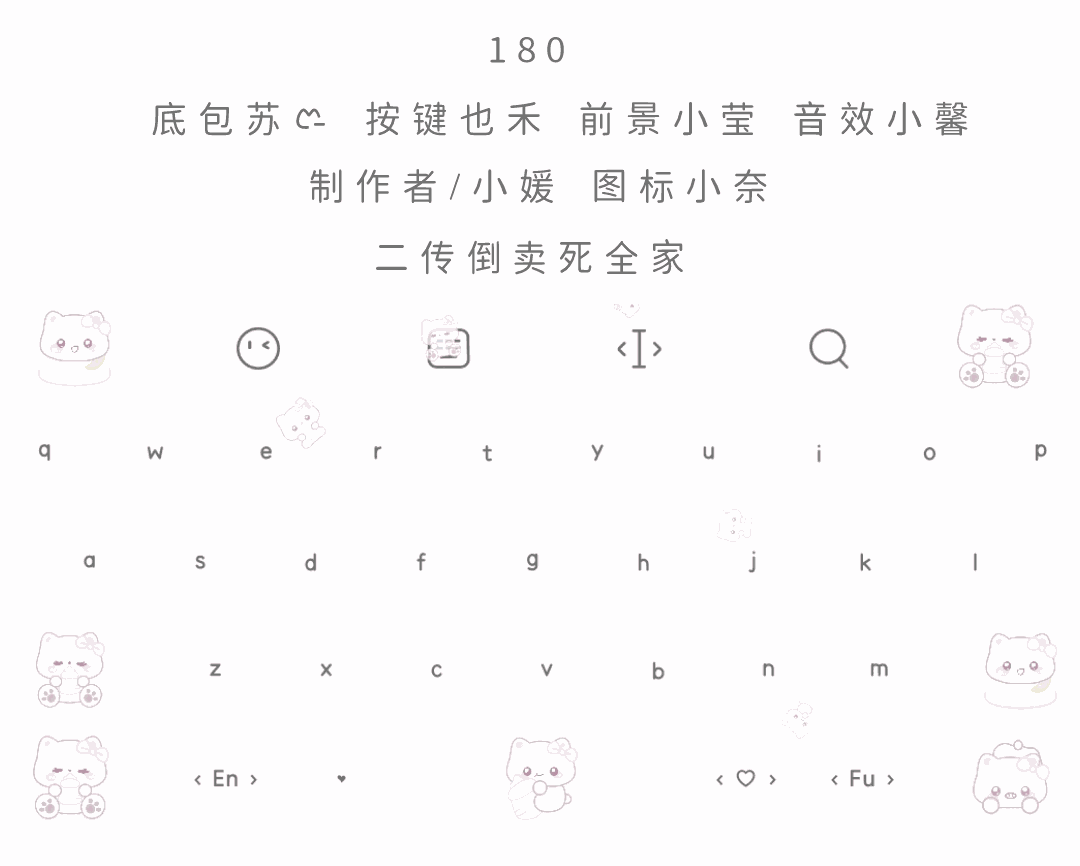 180
底包苏ෆ 按键也禾 前景小莹 音效小馨
制作者/小媛 图标小奈
二传倒卖死全家
q w e r t y u i o p
a s d f g h j k l
z x c v b n m
‹ En › ♥ ‹ ♡ › ‹ Fu ›